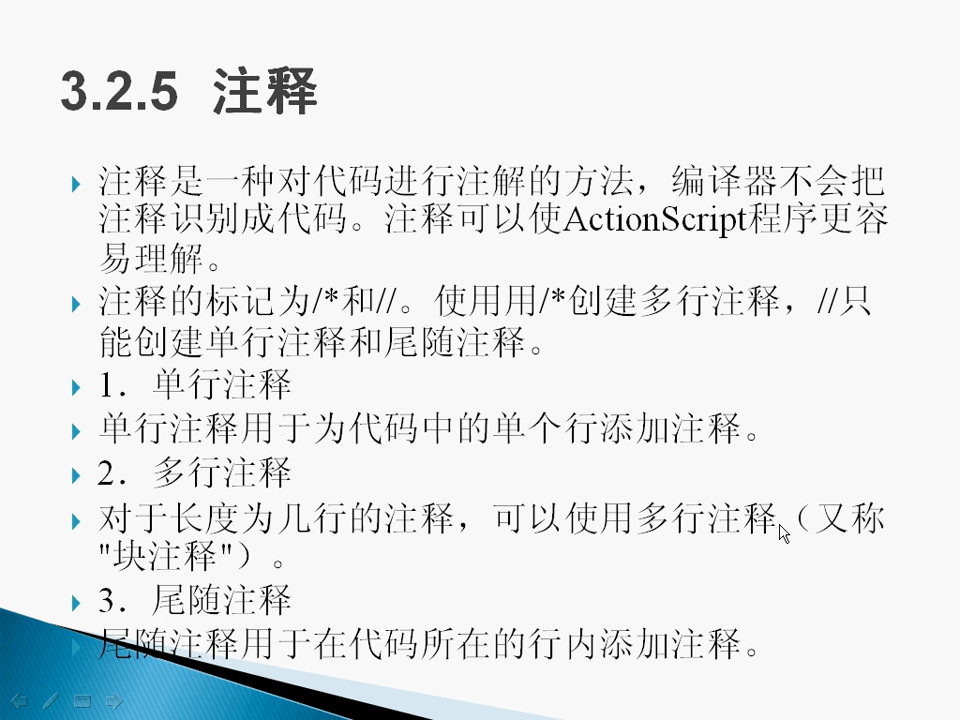 3.2.5 注释
注释是一种对代码进行注解的方法，编译器不会把
注释识别成代码。注释可以使ActionScript程序更容
易理解。
注释的标记为/*和//。使用用/*创建多行注释，//只
能创建单行注释和尾随注释。
1．单行注释
单行注释用于为代码中的单个行添加注释。
2．多行注释
对于长度为几行的注释，可以使用多行注释（又称
"块注释"）。
3．尾随注释
尾随注释用于在代码所在的行内添加注释。